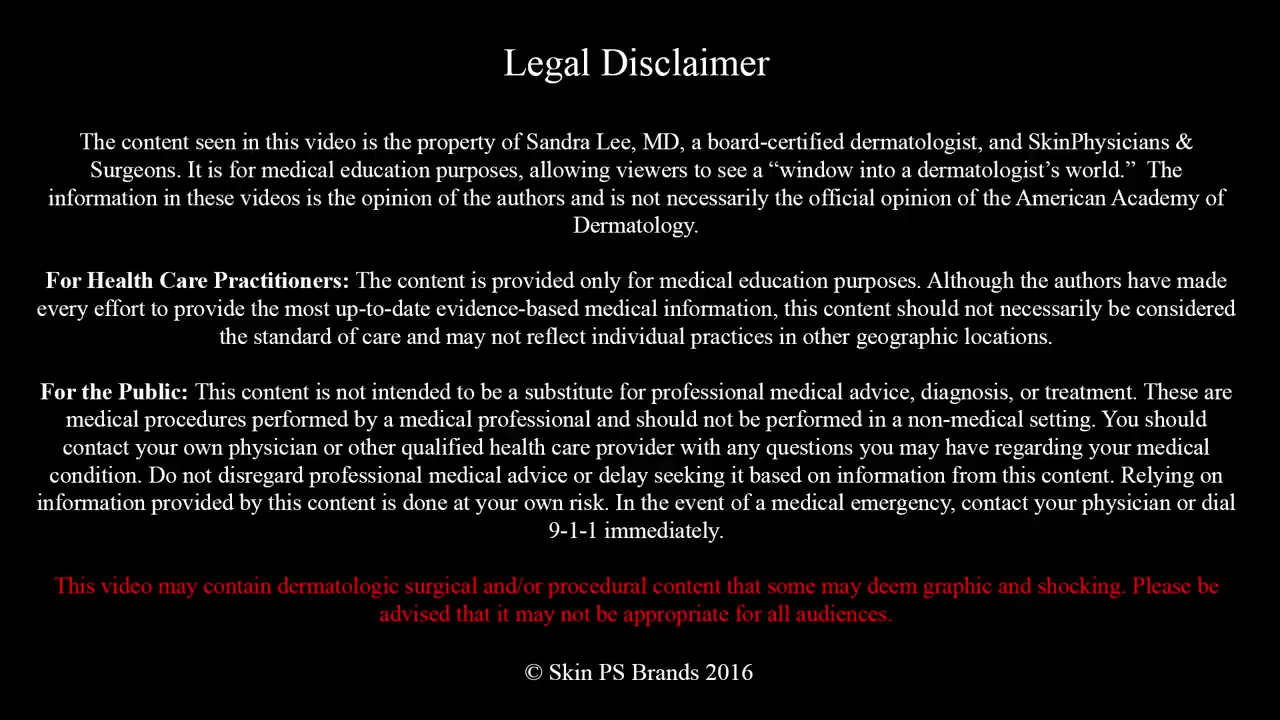 Legal Disclaimer
The content seen in this video is the property of Sandra Lee, MD, a board-certified dermatologist, and SkinPhysicians &
Surgeons. It is for medical education purposes, allowing viewers to see a “window into a dermatologist’s world.”  The
information in these videos is the opinion of the authors and is not necessarily the official opinion of the American Academy of
Dermatology.
For Health Care Practitioners: The content is provided only for medical education purposes. Although the authors have made
every effort to provide the most up-to-date evidence-based medical information, this content should not necessarily be considered
the standard of care and may not reflect individual practices in other geographic locations.
For the Public: This content is not intended to be a substitute for professional medical advice, diagnosis, or treatment. These are
medical procedures performed by a medical professional and should not be performed in a non-medical setting. You should
contact your own physician or other qualified health care provider with any questions you may have regarding your medical
condition. Do not disregard professional medical advice or delay seeking it based on information from this content. Relying on
information provided by this content is done at your own risk. In the event of a medical emergency, contact your physician or dial
9-1-1 immediately.
This video may contain dermatologic surgical and/or procedural content that some may deem graphic and shocking. Please be
advised that it may not be appropriate for all audiences.
© Skin PS Brands 2016